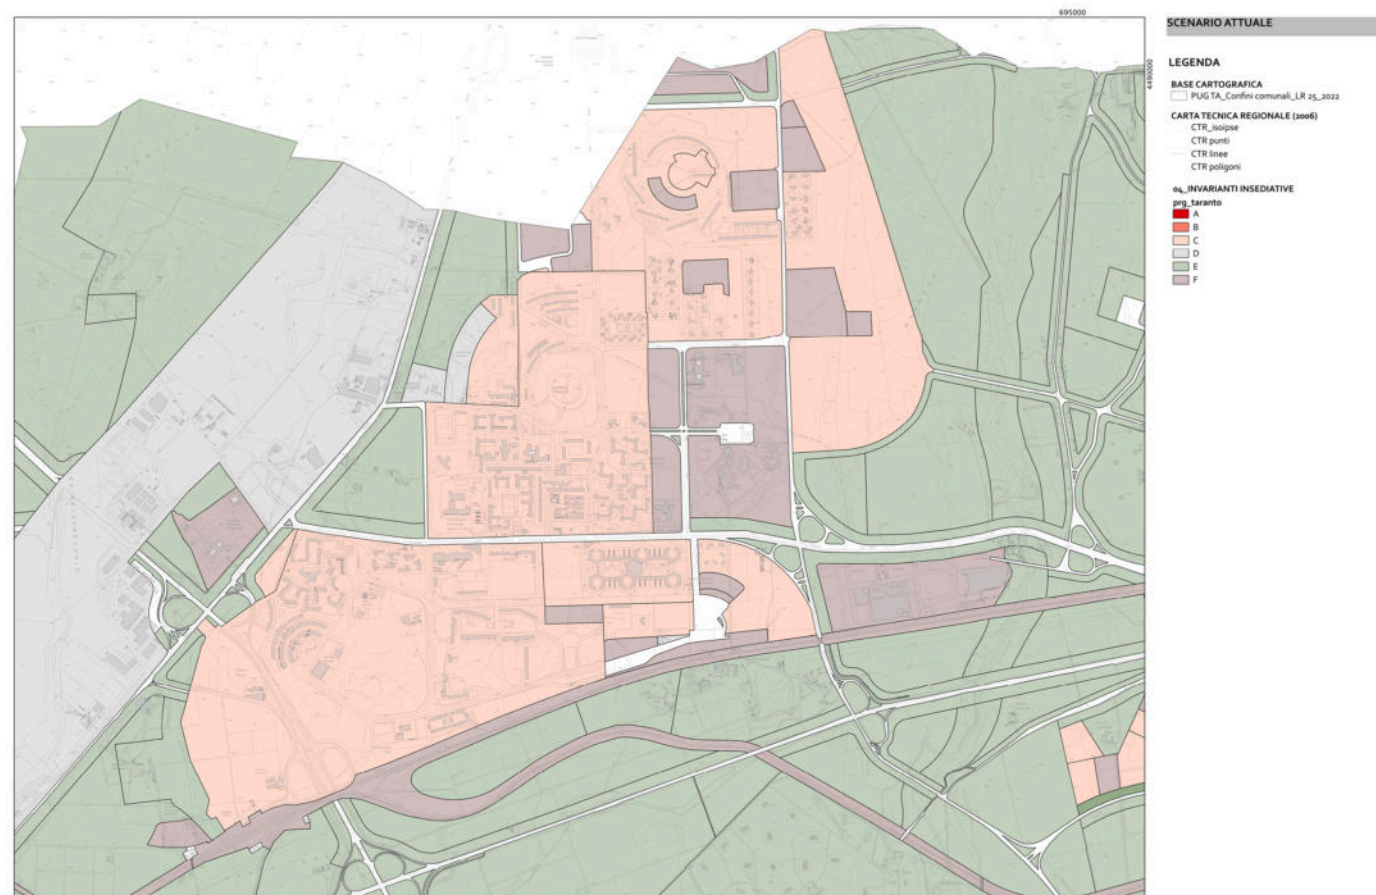 695000
4490000
SCENARIO ATTUALE
LEGENDA
BASE CARTOGRAFICA
PUG TA_Confini comunali_LR 25_2022
CARTA TECNICA REGIONALE (2006)
CTR_isoipse
CTR punti
CTR linee
CTR poligoni
04_INVARIANTI INSEDIATIVE
prg_taranto
A
B
C
D
E
F